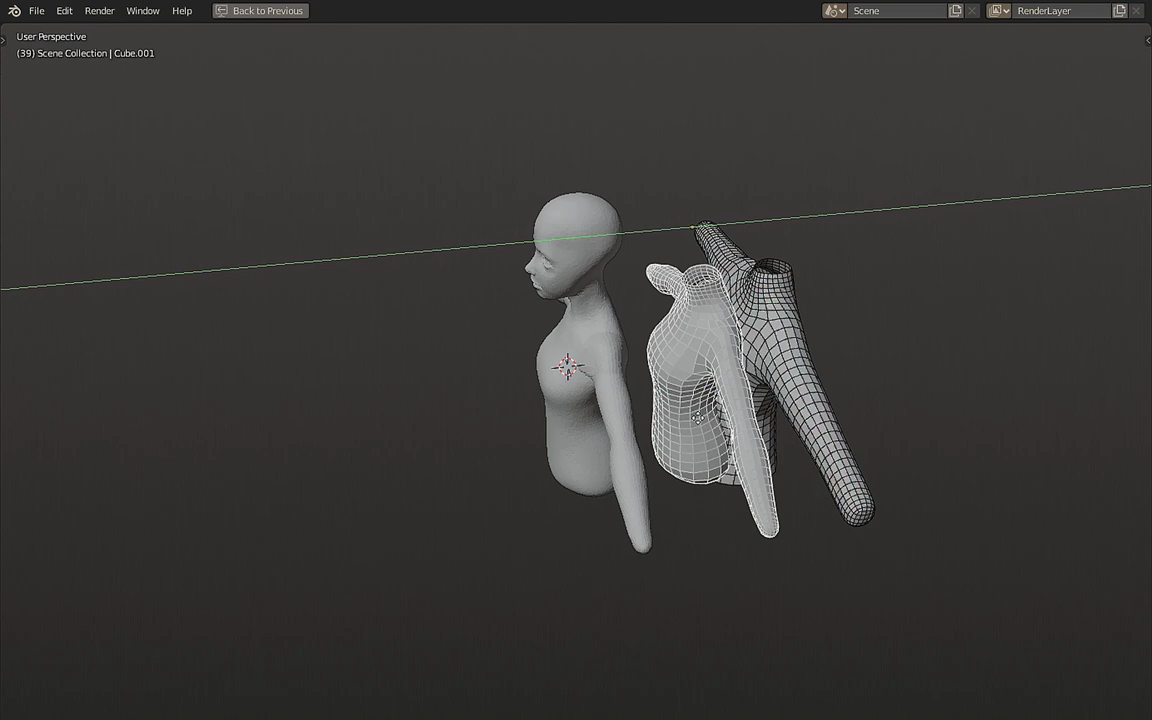 File Edit Render Window Help Back to Previous Scene RenderLayer
User Perspective
(39) Scene Collection | Cube.001